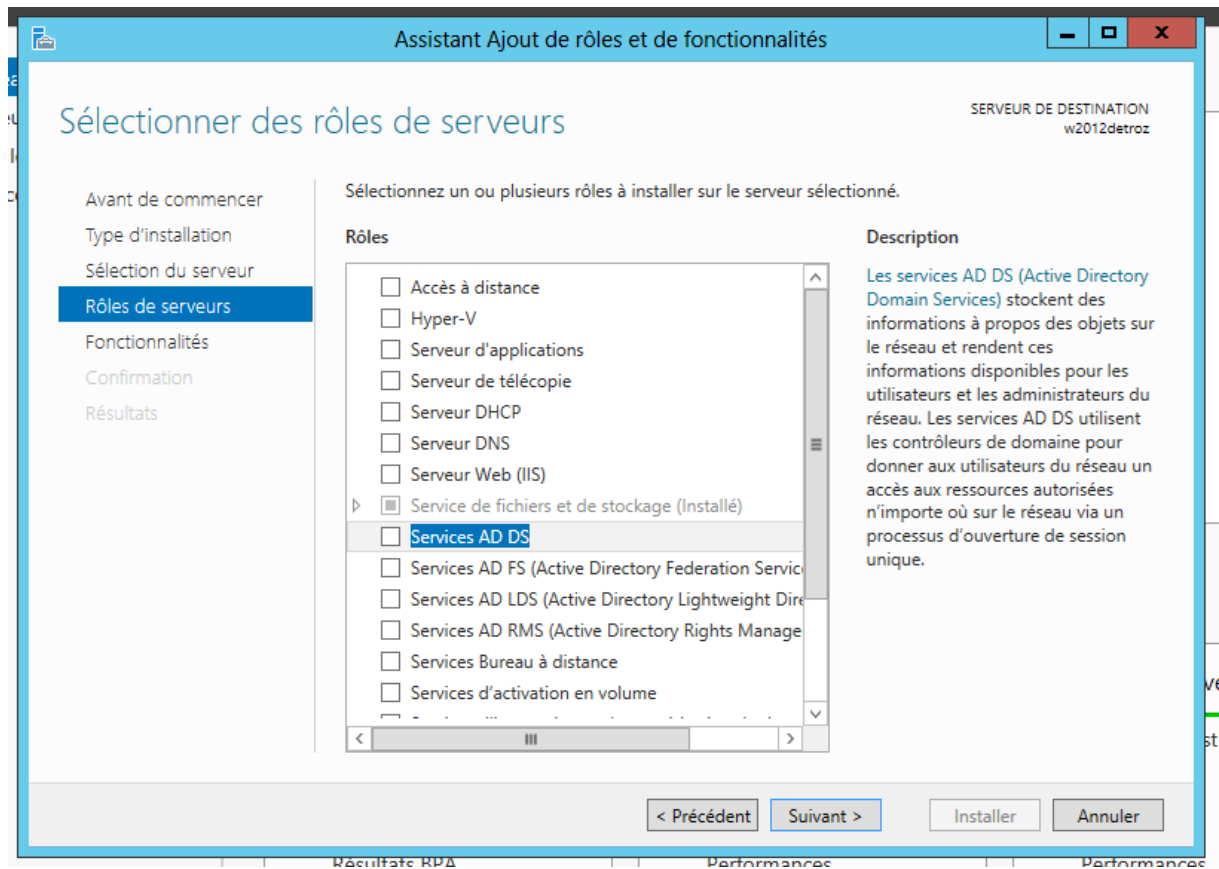 Assistant Ajout de rôles et de fonctionnalités
Sélectionner des rôles de serveurs
SERVEUR DE DESTINATION
w2012detroz
Avant de commencer
Type d'installation
Sélection du serveur
Rôles de serveurs
Fonctionnalités
Confirmation
Résultats
Sélectionnez un ou plusieurs rôles à installer sur le serveur sélectionné.
Rôles
Accès à distance
Hyper-V
Serveur d'applications
Serveur de télécopie
Serveur DHCP
Serveur DNS
Serveur Web (IIS)
Service de fichiers et de stockage (Installé)
Services AD DS
Services AD FS (Active Directory Federation Servic
Services AD LDS (Active Directory Lightweight Dire
Services AD RMS (Active Directory Rights Manage
Services Bureau à distance
Services d’activation en volume
Description
Les services AD DS (Active Directory
Domain Services) stockent des
informations à propos des objets sur
le réseau et rendent ces
informations disponibles pour les
utilisateurs et les administrateurs du
réseau. Les services AD DS utilisent
les contrôleurs de domaine pour
donner aux utilisateurs du réseau un
accès aux ressources autorisées
n’importe où sur le réseau via un
processus d’ouverture de session
unique.
< Précédent
Suivant >
Installer
Annuler
Résultats BPA
Performances
Performances